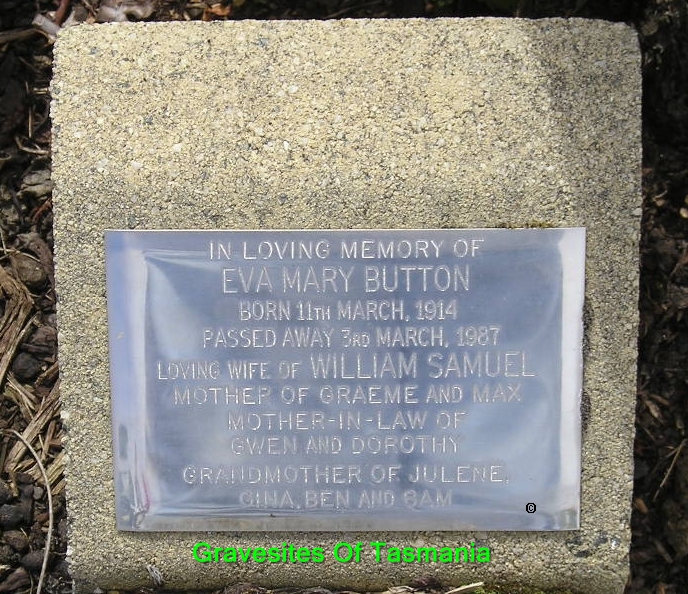 IN LOVING MEMORY OF
EVA MARY BUTTON
BORN 11TH MARCH, 1914
PASSED AWAY 3RD MARCH, 1987
LOVING WIFE OF WILLIAM SAMUEL
MOTHER OF GRAEME AND MAX
MOTHER-IN-LAW OF
GWEN AND DOROTHY
GRANDMOTHER OF JULENE,
GINA, BEN AND SAM
©
Gravesites Of Tasmania